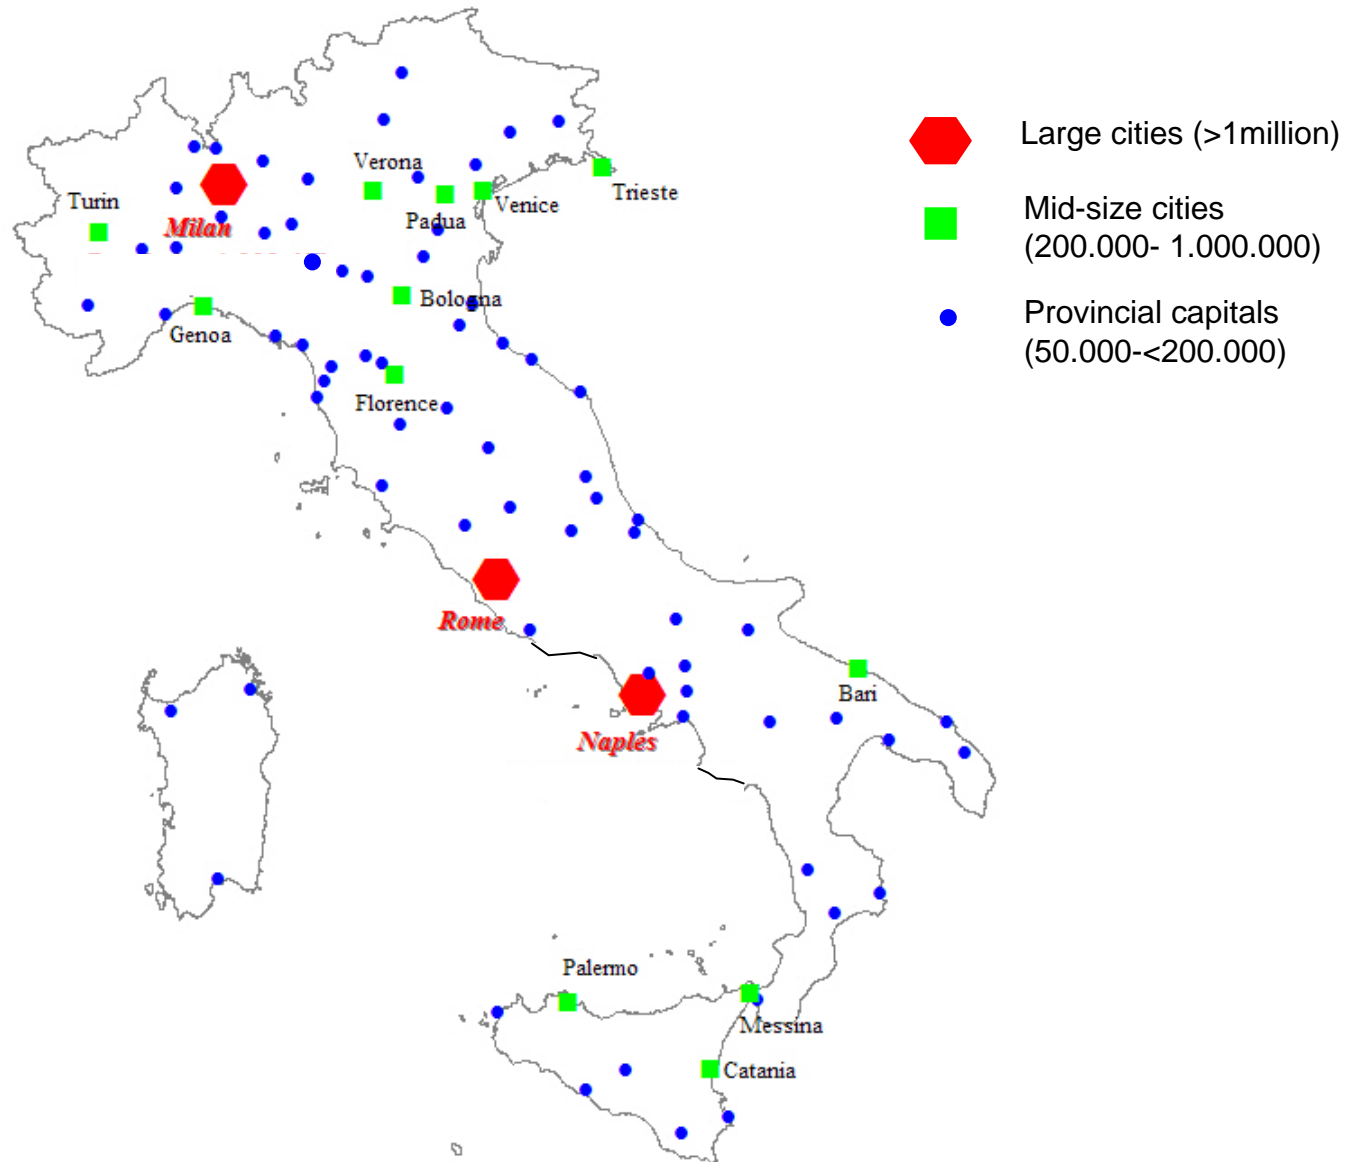 Large cities (>1million)
Verona
Turin
Venice
Trieste
Padua
Milan
Mid-size cities
(200.000- 1.000.000)
Bologna
Genoa
Provincial capitals
(50.000-<200.000)
Florence
Rome
Bari
Naples
Palermo
Messina
Catania